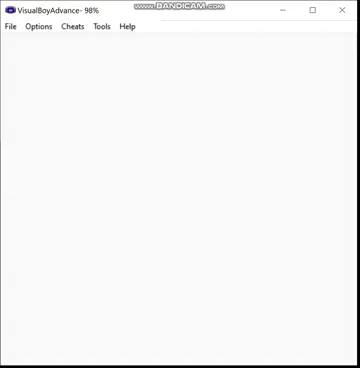 www.BANDICAM.com
VisualBoyAdvance- 98%
File Options Cheats Tools Help